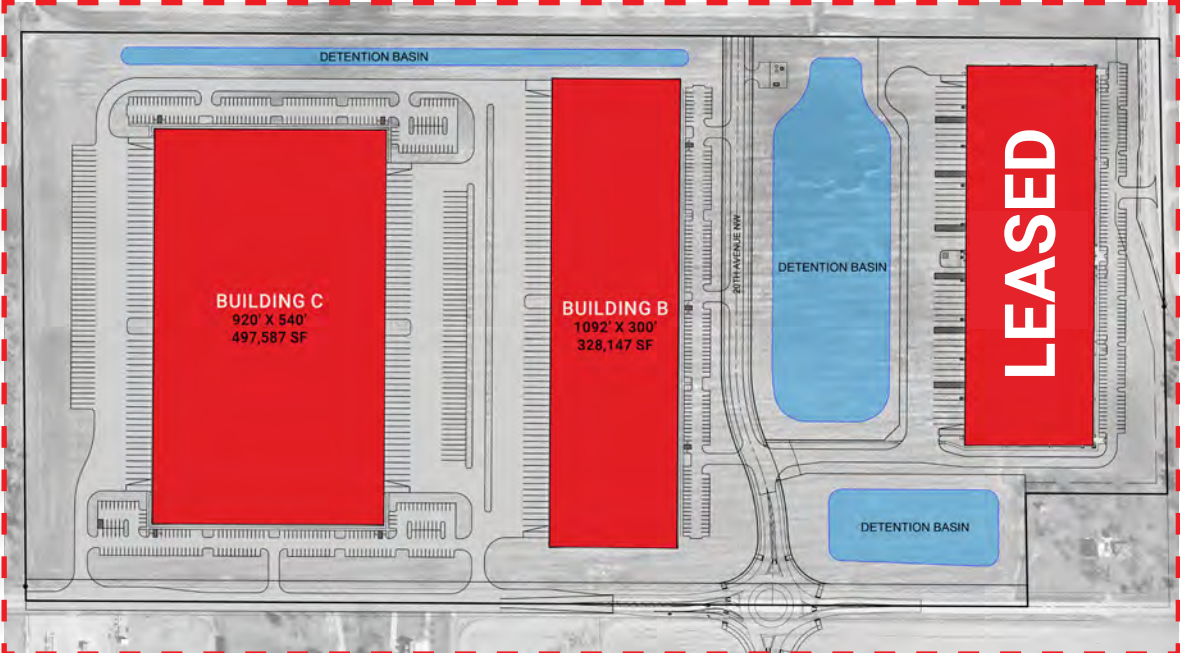 DETENTION BASIN
BUILDING C
920' X 540'
497,587 SF
BUILDING B
1092' X 300'
328,147 SF
20TH AVENUE NW
DETENTION BASIN
LEASED
DETENTION BASIN